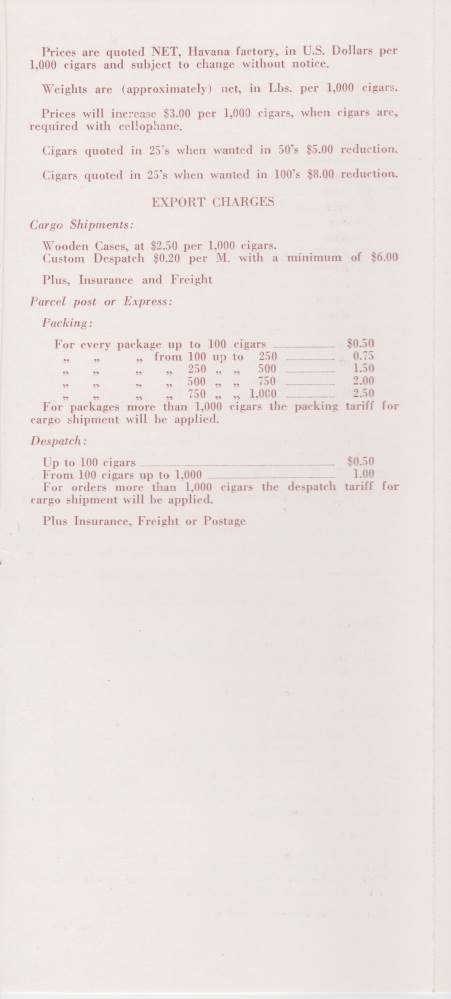 Prices are quoted NET, Havana factory, in U.S. Dollars per
1,000 cigars and subject to change without notice.
Weights are (approximately) net, in Lbs. per 1,000 cigars.
Prices will increase $3.00 per 1,000 cigars, when cigars are,
required with cellophane.
Cigars quoted in 25's when wanted in 50's $5.00 reduction.
Cigars quoted in 25's when wanted in 100's $8.00 reduction.
EXPORT CHARGES
Cargo Shipments:
Wooden Cases, at $2.50 per 1,000 cigars.
Custom Despatch $0.20 per M. with a minimum of $6.00
Plus, Insurance and Freight
Parcel post or Express:
Packing:
For every package up to 100 cigars $0.50
„ „ „ from 100 up to 250 0.75
„ „ „ „ 250 „ „ 500 1.50
„ „ „ „ 500 „ „ 750 2.00
„ „ „ „ 750 „ „ 1,000 2.50
For packages more than 1,000 cigars the packing tariff for
cargo shipment will be applied.
Despatch:
Up to 100 cigars $0.50
From 100 cigars up to 1,000 1.00
For orders more than 1,000 cigars the despatch tariff for
cargo shipment will be applied.
Plus Insurance, Freight or Postage